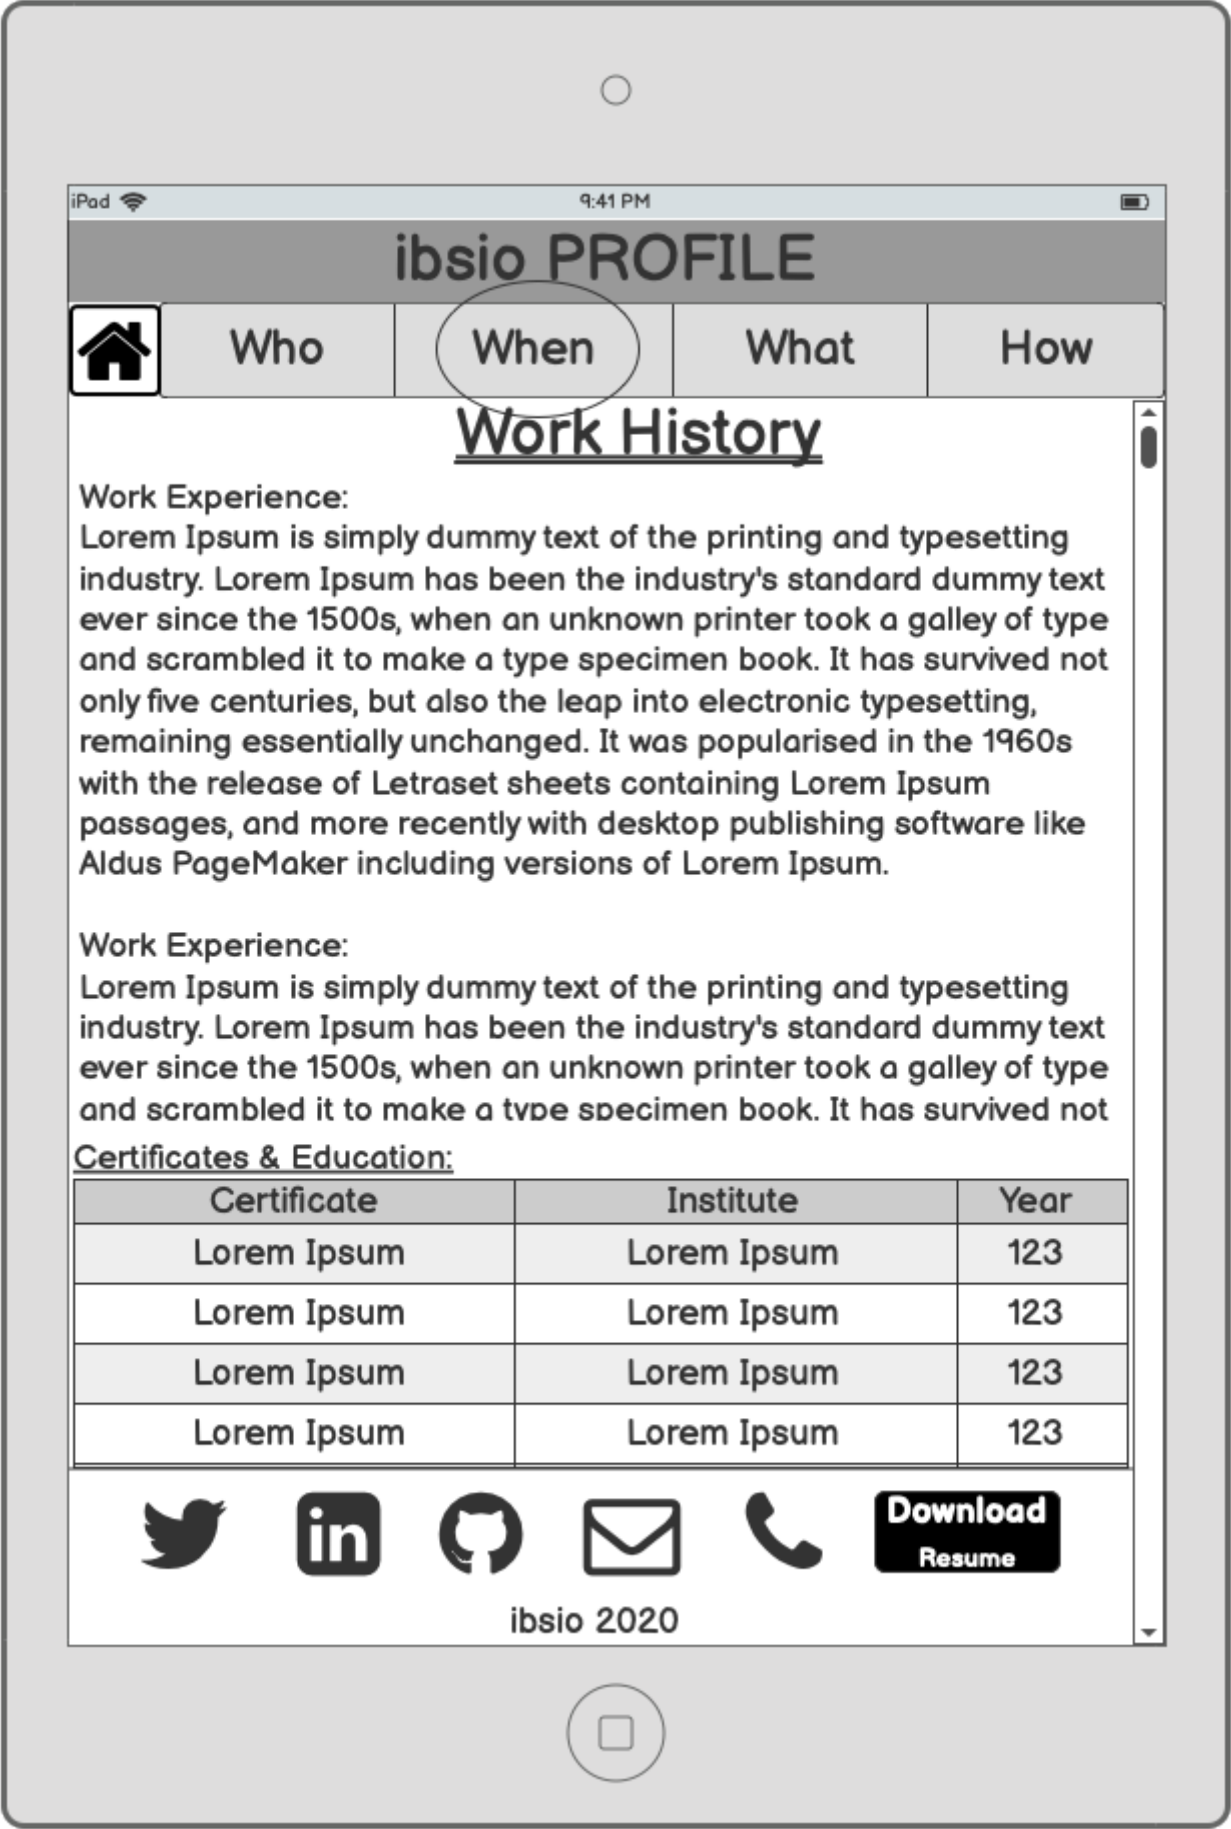 iPad 9:41 PM
ibsio PROFILE
Who When What How
Work History
Work Experience:
Lorem Ipsum is simply dummy text of the printing and typesetting
industry. Lorem Ipsum has been the industry's standard dummy text
ever since the 1500s, when an unknown printer took a galley of type
and scrambled it to make a type specimen book. It has survived not
only five centuries, but also the leap into electronic typesetting,
remaining essentially unchanged. It was popularised in the 1960s
with the release of Letraset sheets containing Lorem Ipsum
passages, and more recently with desktop publishing software like
Aldus PageMaker including versions of Lorem Ipsum.
Work Experience:
Lorem Ipsum is simply dummy text of the printing and typesetting
industry. Lorem Ipsum has been the industry's standard dummy text
ever since the 1500s, when an unknown printer took a galley of type
and scrambled it to make a type specimen book. It has survived not
Certificates & Education:
Certificate Institute Year
Lorem Ipsum Lorem Ipsum 123
Lorem Ipsum Lorem Ipsum 123
Lorem Ipsum Lorem Ipsum 123
Lorem Ipsum Lorem Ipsum 123
in Download
Resume
ibsio 2020